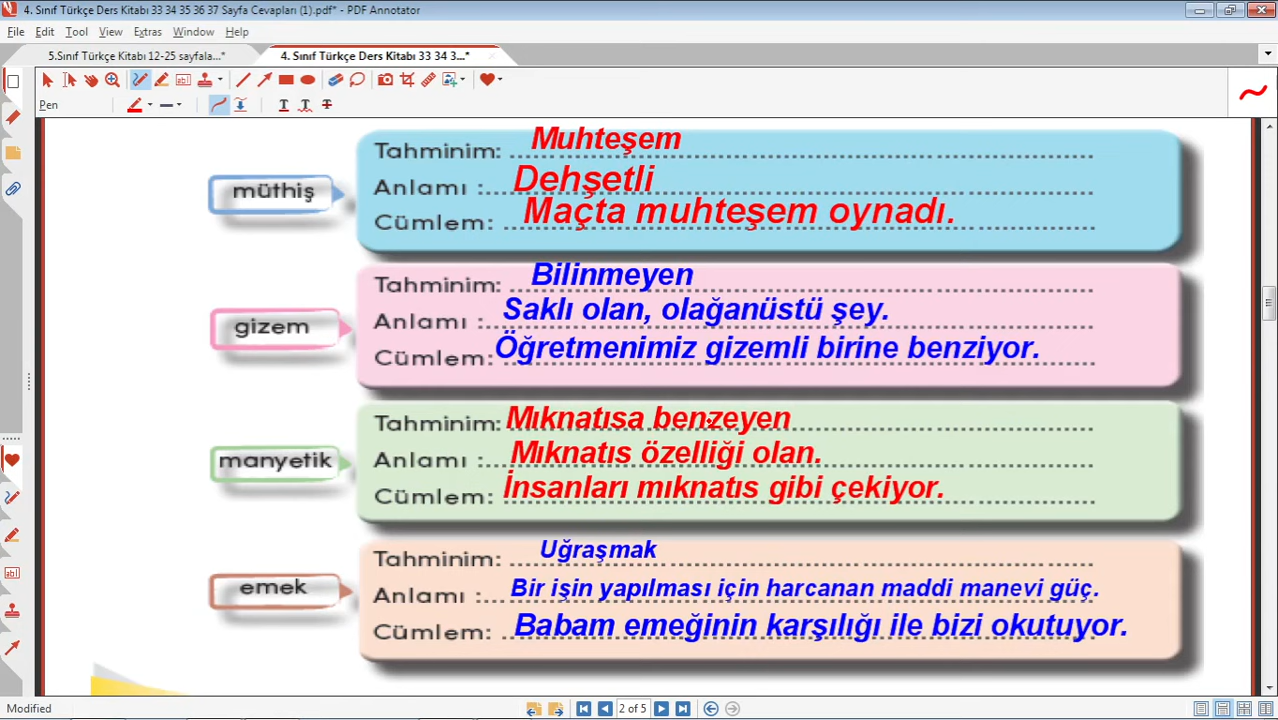 4. Sınıf Türkçe Ders Kitabı 33 34 35 36 37 Sayfa Cevapları (1).pdf* - PDF Annotator
File Edit Tool View Extras Window Help
5.Sınıf Türkçe Kitabı 12-25 sayfala...* 4. Sınıf Türkçe Ders Kitabı 33 34 3...*
Pen
müthiş
Tahminim: Muhteşem
Anlamı : Dehşetli
Cümlem: Maçta muhteşem oynadı.
gizem
Tahminim: Bilinmeyen
Anlamı : Saklı olan, olağanüstü şey.
Cümlem: Öğretmenimiz gizemli birine benziyor.
manyetik
Tahminim: Mıknatısa benzeyen
Anlamı : Mıknatıs özelliği olan.
Cümlem: İnsanları mıknatıs gibi çekiyor.
emek
Tahminim: Uğraşmak
Anlamı : Bir işin yapılması için harcanan maddi manevi güç.
Cümlem: Babam emeğinin karşılığı ile bizi okutuyor.
Modified 2 of 5